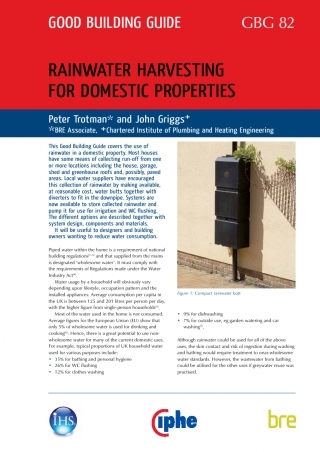 GOOD BUILDING GUIDE
GBG 82
RAINWATER HARVESTING
FOR DOMESTIC PROPERTIES
Peter Trotman* and John Griggs+
*BRE Associate, +Chartered Institute of Plumbing and Heating Engineering
This Good Building Guide covers the use of
rainwater in a domestic property. Most houses
have some means of collecting run-off from one
or more locations including the house, garage,
shed and greenhouse roofs and, possibly, paved
areas. Local water suppliers have encouraged
this collection of rainwater by making available,
at reasonable cost, water butts together with
diverters to fit in the downpipe. Systems are
now available to store collected rainwater and
pump it for use for irrigation and WC flushing.
The different options are described together with
system design, components and materials.
It will be useful to designers and building
owners wanting to reduce water consumption.
Piped water within the home is a requirement of national
building regulations
and that supplied from the mains
is designated 'wholesome water'. It must comply with
the requirements of Regulations made under the Water
Industry Act
Water usage by a household will obviously vary
depending upon lifestyle, occupation pattern and the
installed appliances. Average consumption per capita in
the UK is between 125 and 201 litres per person per day,
with the higher figure from single-person households
Most of the water used in the home is not consumed.
Average figures for the European Union (EU) show that
only 5% of wholesome water is used for drinking and
cooking
Hence, there is a great potential to use non-
wholesome water for many of the current domestic uses.
For example, typical proportions of UK household water
used for various purposes include:
• 35% for bathing and personal hygiene
• 26% for WC flushing
• 12% for clothes washing
Figure 1: Compact rainwater butt
• 9% for dishwashing
• 7% for outside use, eg garden watering and car
washing
Although rainwater could be used for all of the above
uses, the skin contact and risk of ingestion during washing
and bathing would require treatment to near-wholesome
water standards. However, the wastewater from bathing
could be utilised for the other uses if greywater reuse was
practised.
IHS
ciphe
bre